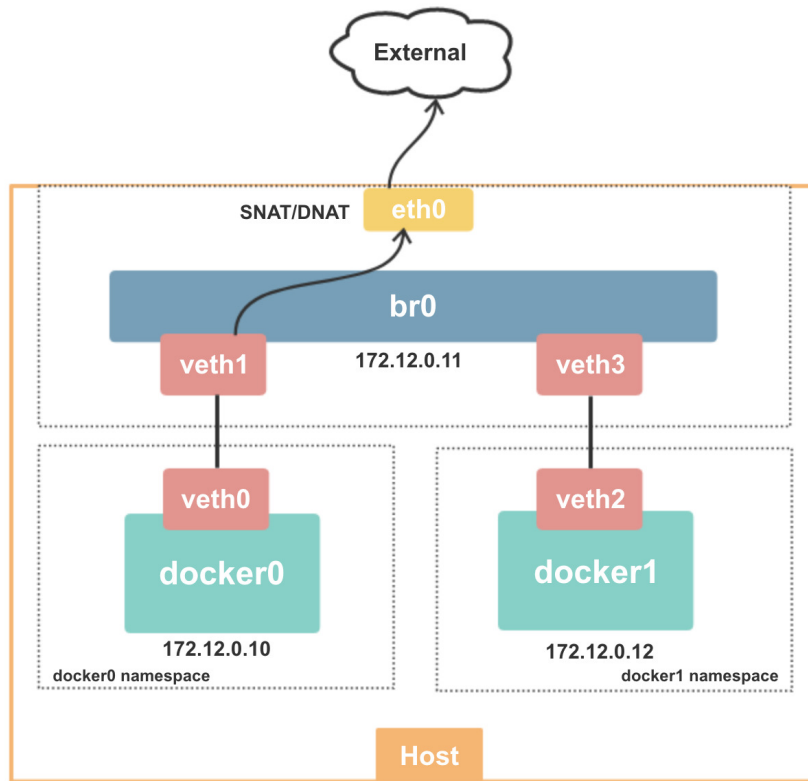 External
SNAT/DNAT
eth0
br0
veth1
172.12.0.11
veth3
veth0
veth2
docker0
docker1
172.12.0.10
172.12.0.12
docker0 namespace
docker1 namespace
Host